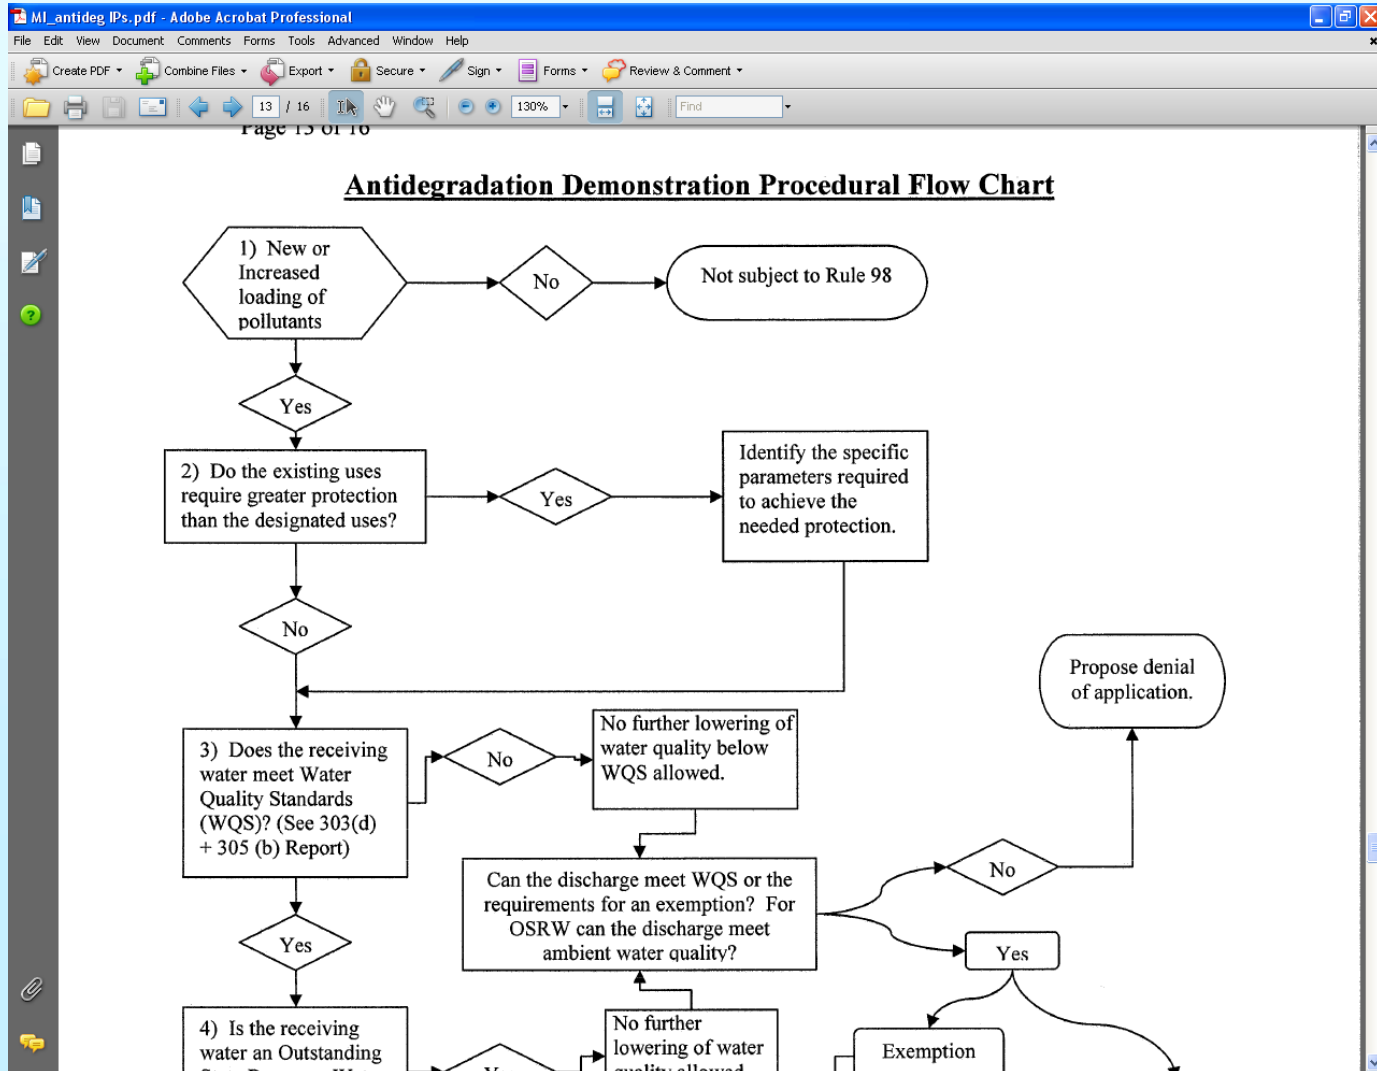 MI_antideg IPs.pdf - Adobe Acrobat Professional
File Edit View Document Comments Forms Tools Advanced Window Help
Create PDF Combine Files Export Secure Sign Forms Review & Comment
13 / 16 130% Find
Page 13 of 16
Antidegradation Demonstration Procedural Flow Chart
1) New or
Increased
loading of
pollutants
No
Not subject to Rule 98
Yes
2) Do the existing uses
require greater protection
than the designated uses?
Yes
Identify the specific
parameters required
to achieve the
needed protection.
No
Propose denial
of application.
3) Does the receiving
water meet Water
Quality Standards
(WQS)? (See 303(d)
+ 305 (b) Report)
No
No further lowering of
water quality below
WQS allowed.
Can the discharge meet WQS or the
requirements for an exemption? For
OSRW can the discharge meet
ambient water quality?
No
Yes
Yes
4) Is the receiving
water an Outstanding
No further
lowering of water
quality allowed
Exemption